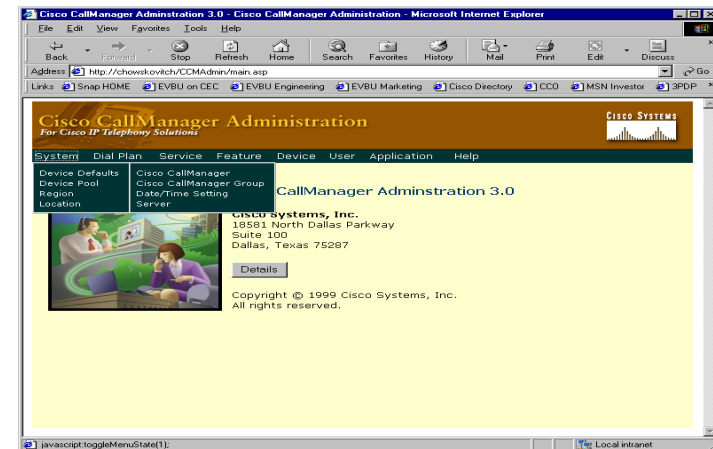 Cisco CallManager Adminstration 3.0 - Cisco CallManager Administration - Microsoft Internet Explorer
File Edit View Favorites Tools Help
Back Forward Stop Refresh Home Search Favorites History Mail Print Edit Discuss
Address http://chowskovitch/CCMAdmin/main.asp Go
Links Snap HOME EVBU on CEC EVBU Engineering EVBU Marketing Cisco Directory CCO MSN Investor 3PDP »
Cisco CallManager Administration
For Cisco IP Telephony Solutions
CISCO SYSTEMS
System Dial Plan Service Feature Device User Application Help
Device Defaults Cisco CallManager
Device Pool Cisco CallManager Group
Region Date/Time Setting
Location Server
CallManager Adminstration 3.0
Cisco Systems, Inc.
18581 North Dallas Parkway
Suite 100
Dallas, Texas 75287
Details
Copyright © 1999 Cisco Systems, Inc.
All rights reserved.
javascript:toggleMenuState(1);
Local intranet